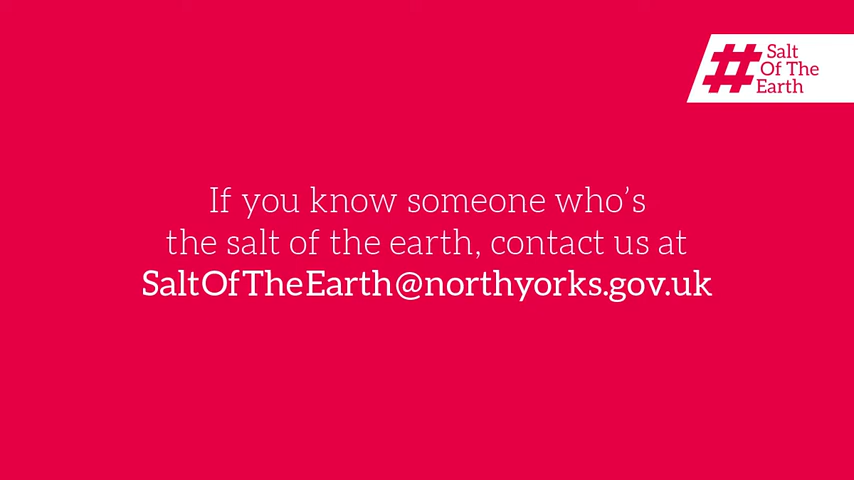 # Salt
Of The
Earth
If you know someone who's
the salt of the earth, contact us at
SaltOfTheEarth@northyorks.gov.uk